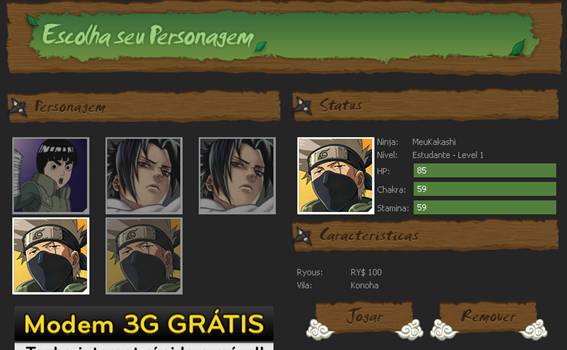 Escolha seu Personagem
Personagem
Status
Ninja: MeuKakashi
Nível: Estudante - Level 1
HP: 85
Chakra: 59
Stamina: 59
Características
Ryous: RY$ 100
Vila: Konoha
Jogar
Remover
Modem 3G GRÁTIS